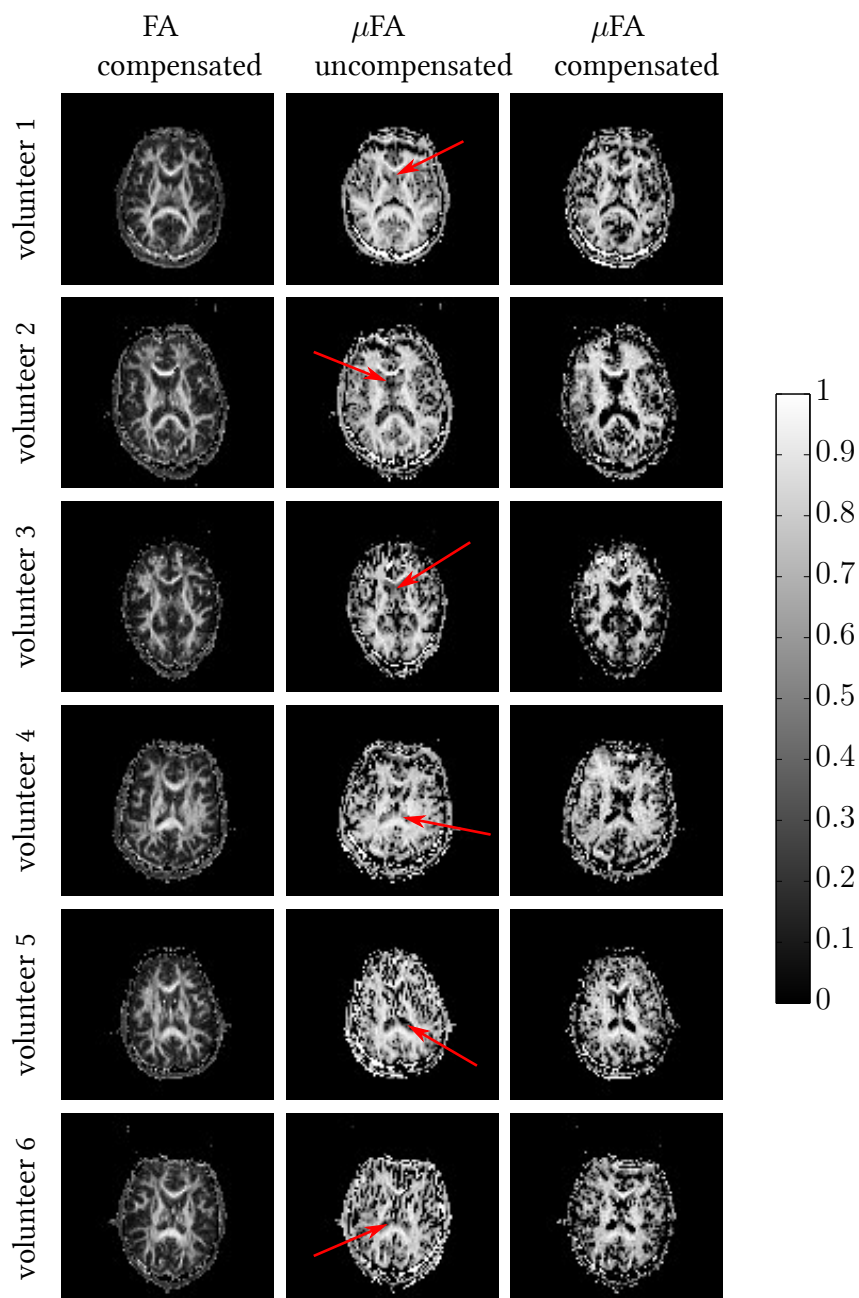 FA
compensated
μFA
uncompensated
μFA
compensated
volunteer 1
volunteer 2
volunteer 3
volunteer 4
volunteer 5
volunteer 6
1
0.9
0.8
0.7
0.6
0.5
0.4
0.3
0.2
0.1
0